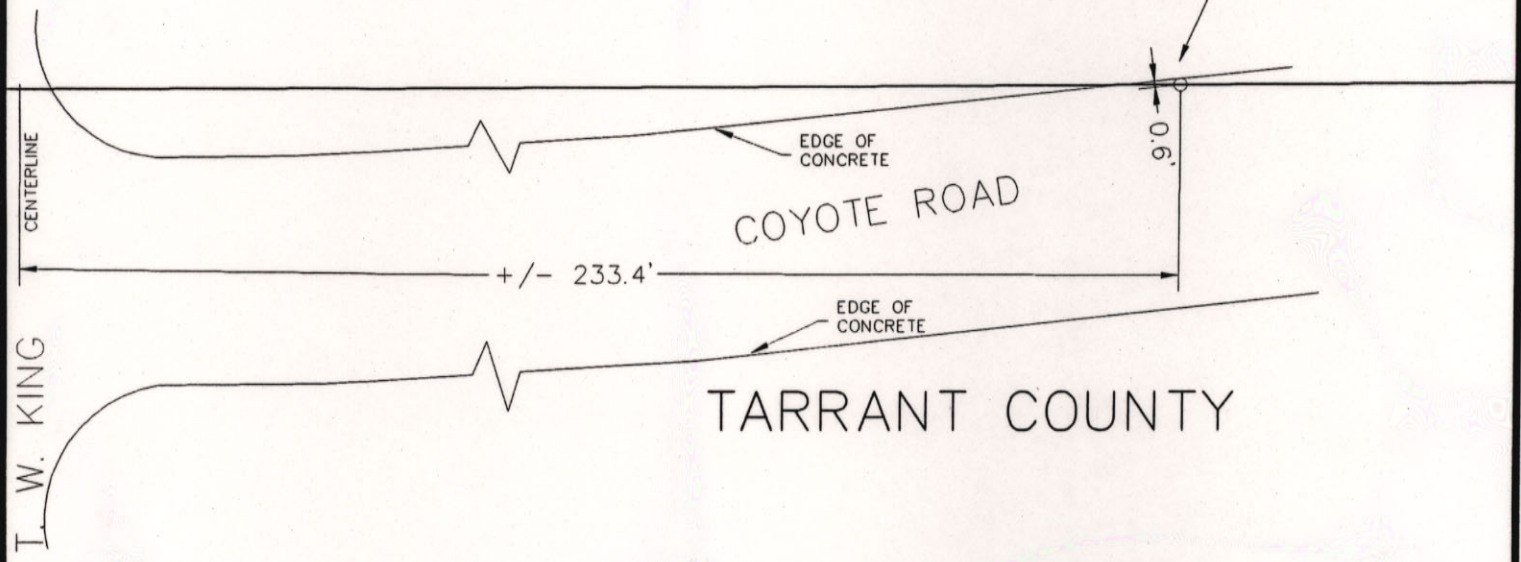 CENTERLINE
EDGE OF
CONCRETE
0.6'
COYOTE ROAD
+/- 233.4'
EDGE OF
CONCRETE
T. W. KING
TARRANT COUNTY